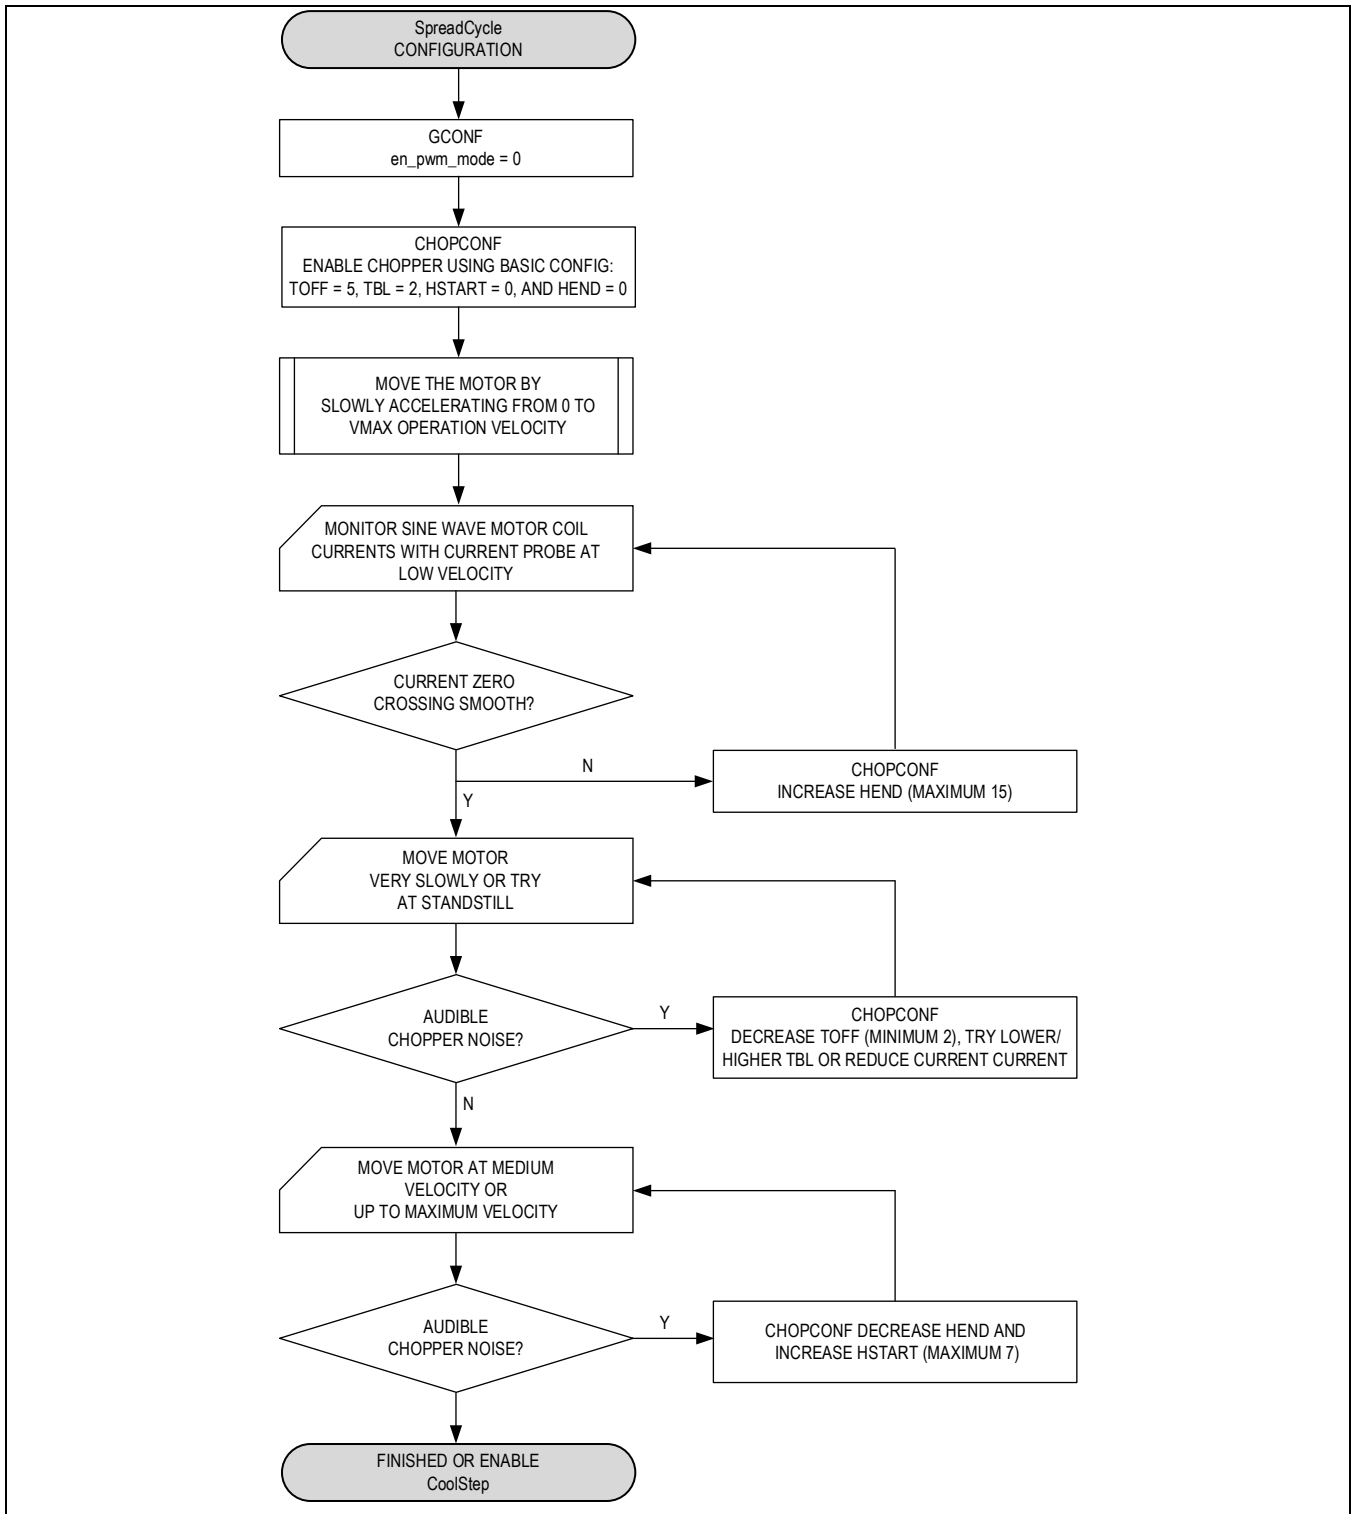 SpreadCycle
CONFIGURATION
GCONF
en_pwm_mode = 0
CHOPCONF
ENABLE CHOPPER USING BASIC CONFIG:
TOFF = 5, TBL = 2, HSTART = 0, AND HEND = 0
MOVE THE MOTOR BY
SLOWLY ACCELERATING FROM 0 TO
VMAX OPERATION VELOCITY
MONITOR SINE WAVE MOTOR COIL
CURRENTS WITH CURRENT PROBE AT
LOW VELOCITY
CURRENT ZERO
CROSSING SMOOTH?
N
CHOPCONF
INCREASE HEND (MAXIMUM 15)
Y
MOVE MOTOR
VERY SLOWLY OR TRY
AT STANDSTILL
AUDIBLE
CHOPPER NOISE?
Y
CHOPCONF
DECREASE TOFF (MINIMUM 2), TRY LOWER/
HIGHER TBL OR REDUCE CURRENT CURRENT
N
MOVE MOTOR AT MEDIUM
VELOCITY OR
UP TO MAXIMUM VELOCITY
AUDIBLE
CHOPPER NOISE?
Y
CHOPCONF DECREASE HEND AND
INCREASE HSTART (MAXIMUM 7)
FINISHED OR ENABLE
CoolStep